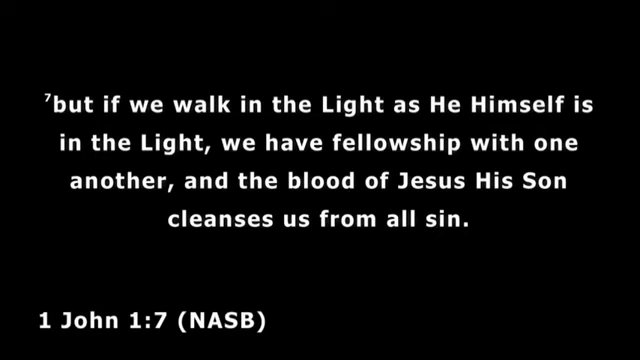 ⁷but if we walk in the Light as He Himself is
in the Light, we have fellowship with one
another, and the blood of Jesus His Son
cleanses us from all sin.
1 John 1:7 (NASB)